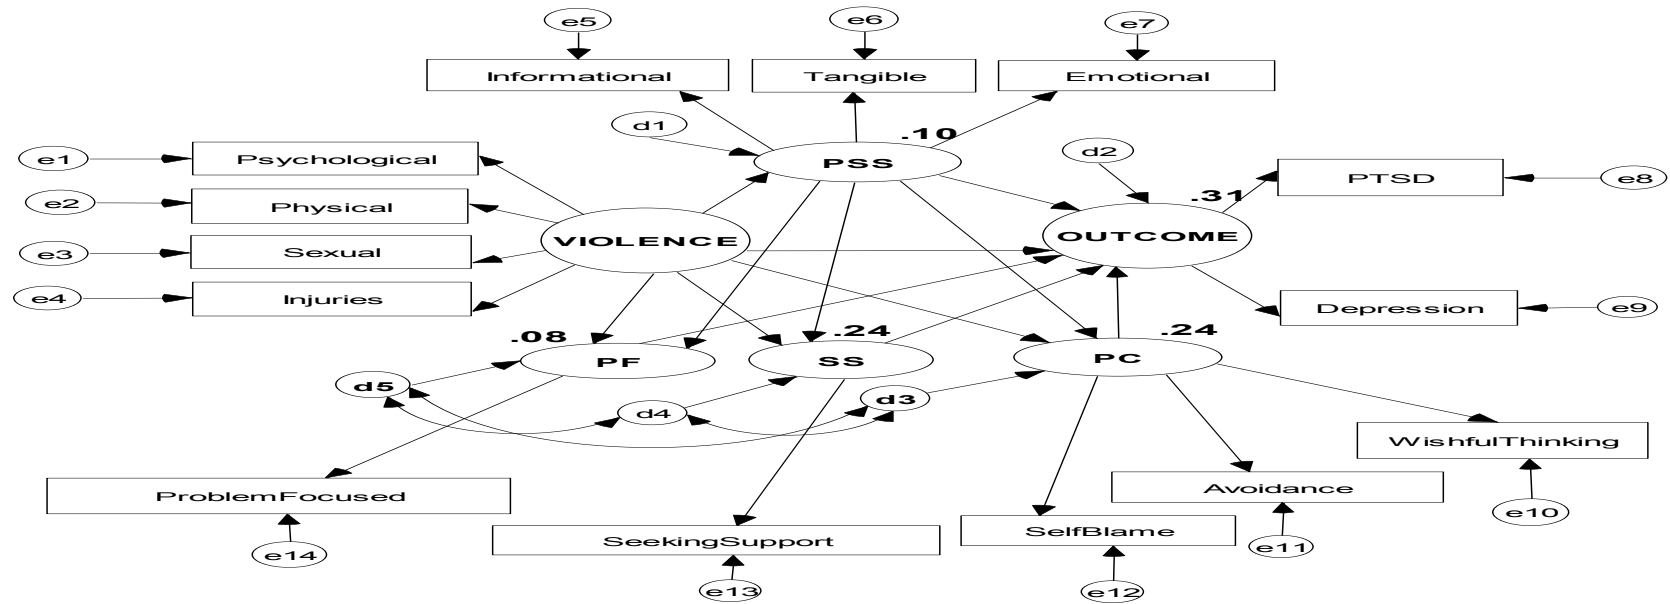 e5
e6
e7
Informational
Tangible
Emotional
d1
.10
e1
Psychological
PSS
d2
PTSD
e8
e2
Physical
.31
VIOLENCE
OUTCOME
e3
Sexual
e4
Injuries
Depression
e9
.08
.24
.24
PF
SS
PC
d5
d4
d3
WishfulThinking
ProblemFocused
Avoidance
e10
SeekingSupport
SelfBlame
e14
e11
e13
e12